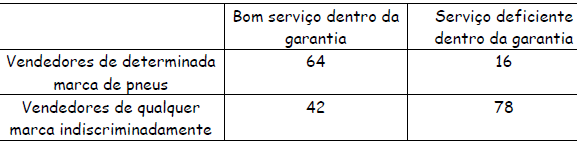 Bom serviço dentro da
garantia
Serviço deficiente
dentro da garantia
Vendedores de determinada
marca de pneus
64
16
Vendedores de qualquer
marca indiscriminadamente
42
78